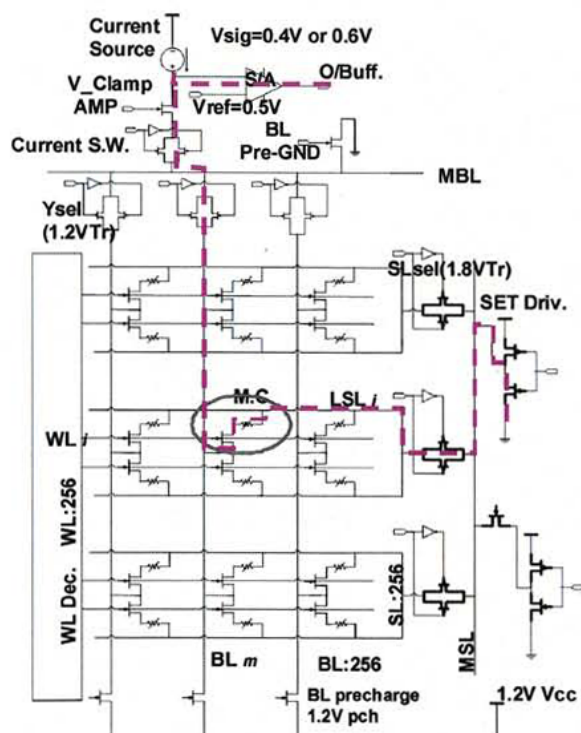 Current
Source
Vsig=0.4V or 0.6V
V_Clamp
S/A
O/Buff.
AMP
Vref=0.5V
BL
Current S.W.
Pre-GND
MBL
Ysel
(1.2VTr)
SLsel(1.8VTr)
SET Driv.
M.C
LSL i
WL i
WL:256
WL Dec.
SL:256
MSL
BL m
BL:256
BL precharge
1.2V pch
1.2V Vcc